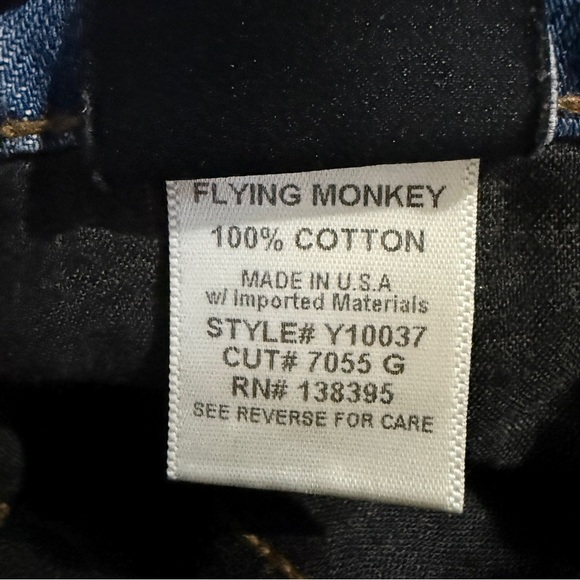 FLYING MONKEY
100% COTTON
MADE IN U.S.A
w/ Imported Materials
STYLE# Y10037
CUT# 7055 G
RN# 138395
SEE REVERSE FOR CARE